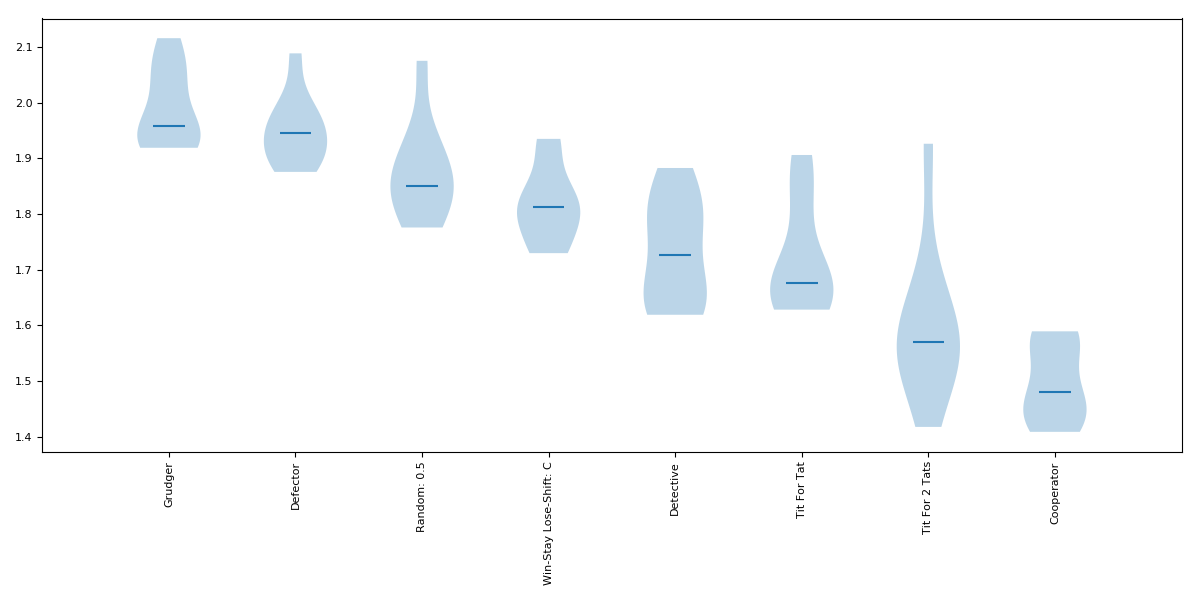 2.1
2.0
1.9
1.8
1.7
1.6
1.5
1.4
Grudger
Defector
Random: 0.5
Win-Stay Lose-Shift: C
Detective
Tit For Tat
Tit For 2 Tats
Cooperator